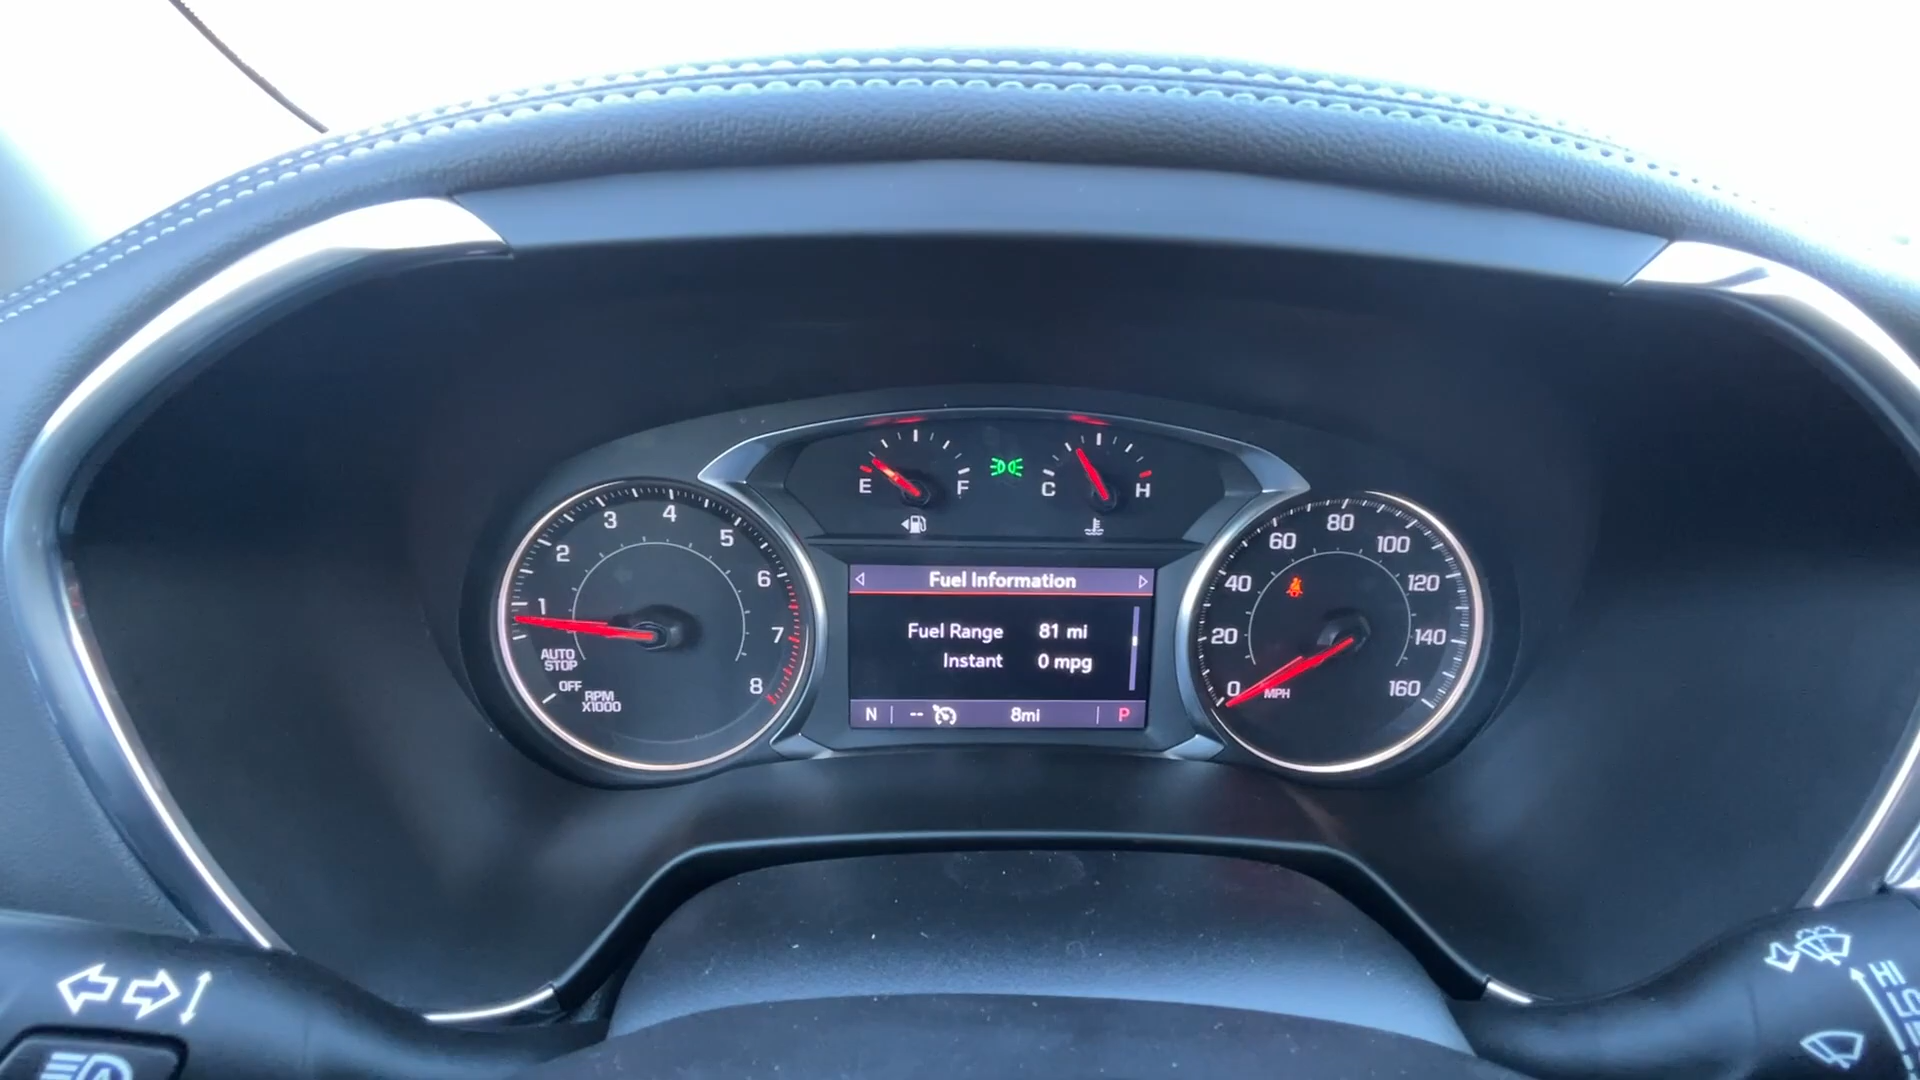 E
F
C
H
1
2
3
4
5
6
7
8
AUTO
STOP
OFF
RPM
X1000
Fuel Information
Fuel Range 81 mi
Instant 0 mpg
N -- 8mi P
0
20
40
60
80
100
120
140
160
MPH
HI